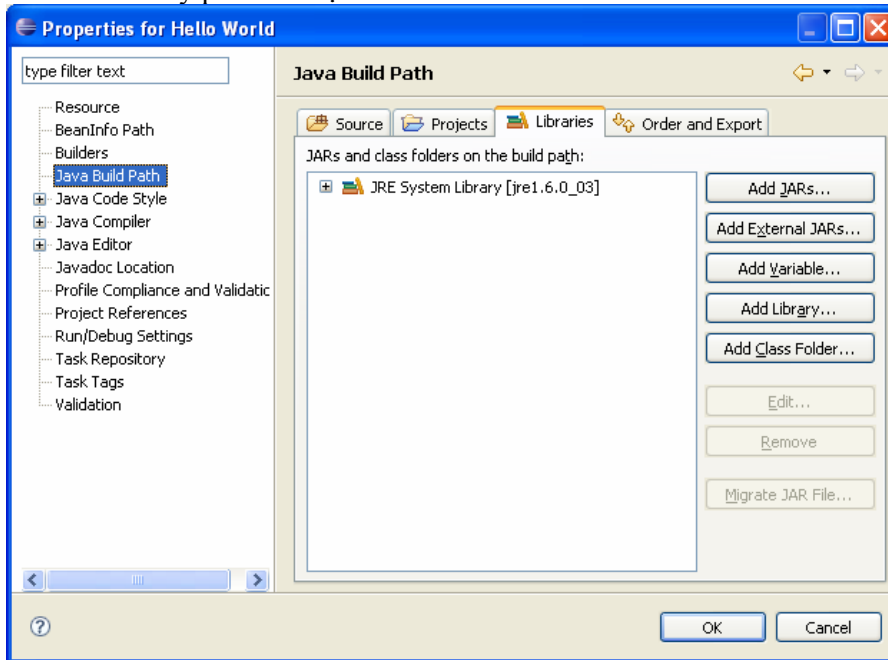 Properties for Hello World
type filter text
Java Build Path
Resource
BeanInfo Path
Builders
Java Build Path
Java Code Style
Java Compiler
Java Editor
Javadoc Location
Profile Compliance and Validatic
Project References
Run/Debug Settings
Task Repository
Task Tags
Validation
Source
Projects
Libraries
Order and Export
JARs and class folders on the build path:
JRE System Library [jre1.6.0_03]
Add JARs...
Add External JARs...
Add Variable...
Add Library...
Add Class Folder...
Edit...
Remove
Migrate JAR File...
OK
Cancel